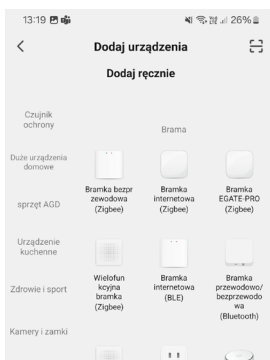 13:19
26%
Dodaj urządzenia
Dodaj ręcznie
Czujnik
ochrony
Duże urządzenia
domowe
sprzęt AGD
Urządzenie
kuchenne
Zdrowie i sport
Kamery i zamki
Brama
Bramka bezpr
zewodowa
(Zigbee)
Bramka
internetowa
(Zigbee)
Bramka
EGATE-PRO
(Zigbee)
Wielofun
kcyjna
bramka
(Zigbee)
Bramka
internetowa
(BLE)
Bramka
przewodowo/
bezprzewodo
wa
(Bluetooth)